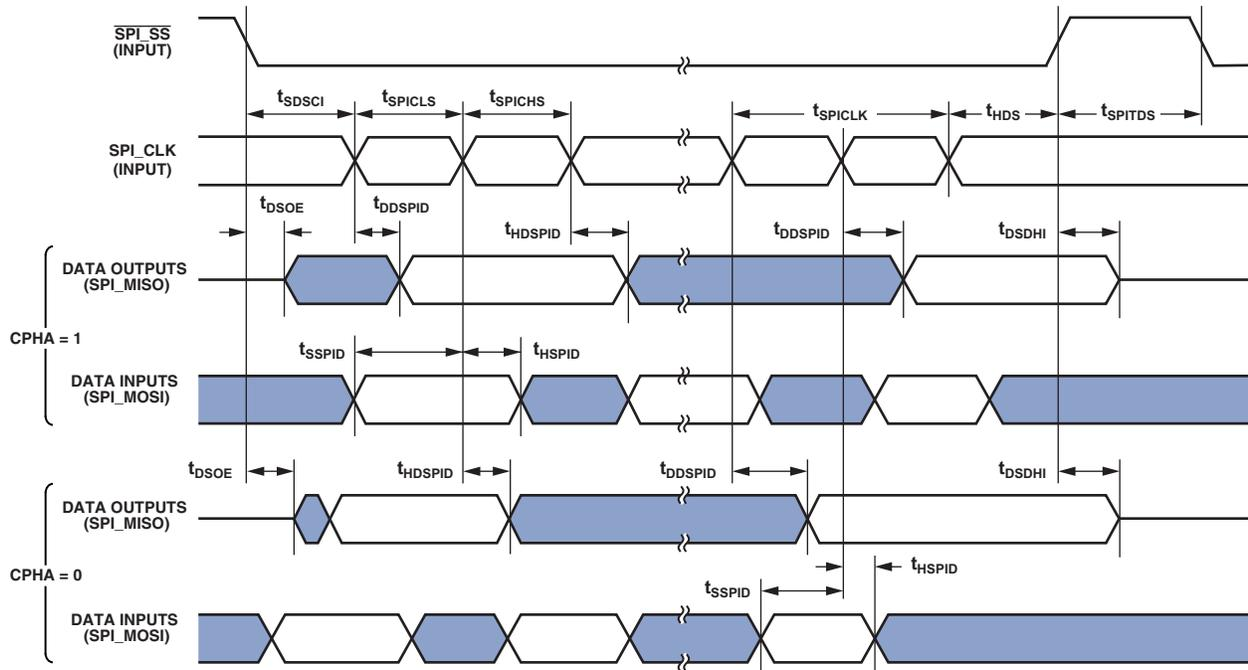 SPI_SS
(INPUT)
tSDSCI tSPICLS tSPICHS tSPICLK tHDS tSPITDS
SPI_CLK
(INPUT)
tDSOE tDDSPID tHDSPID tDDSPID tDSDHI
DATA OUTPUTS
(SPI_MISO)
CPHA = 1
tSSPID tHSPID
DATA INPUTS
(SPI_MOSI)
tDSOE tHDSPID tDDSPID tDSDHI
DATA OUTPUTS
(SPI_MISO)
CPHA = 0
tHSPID
tSSPID
DATA INPUTS
(SPI_MOSI)